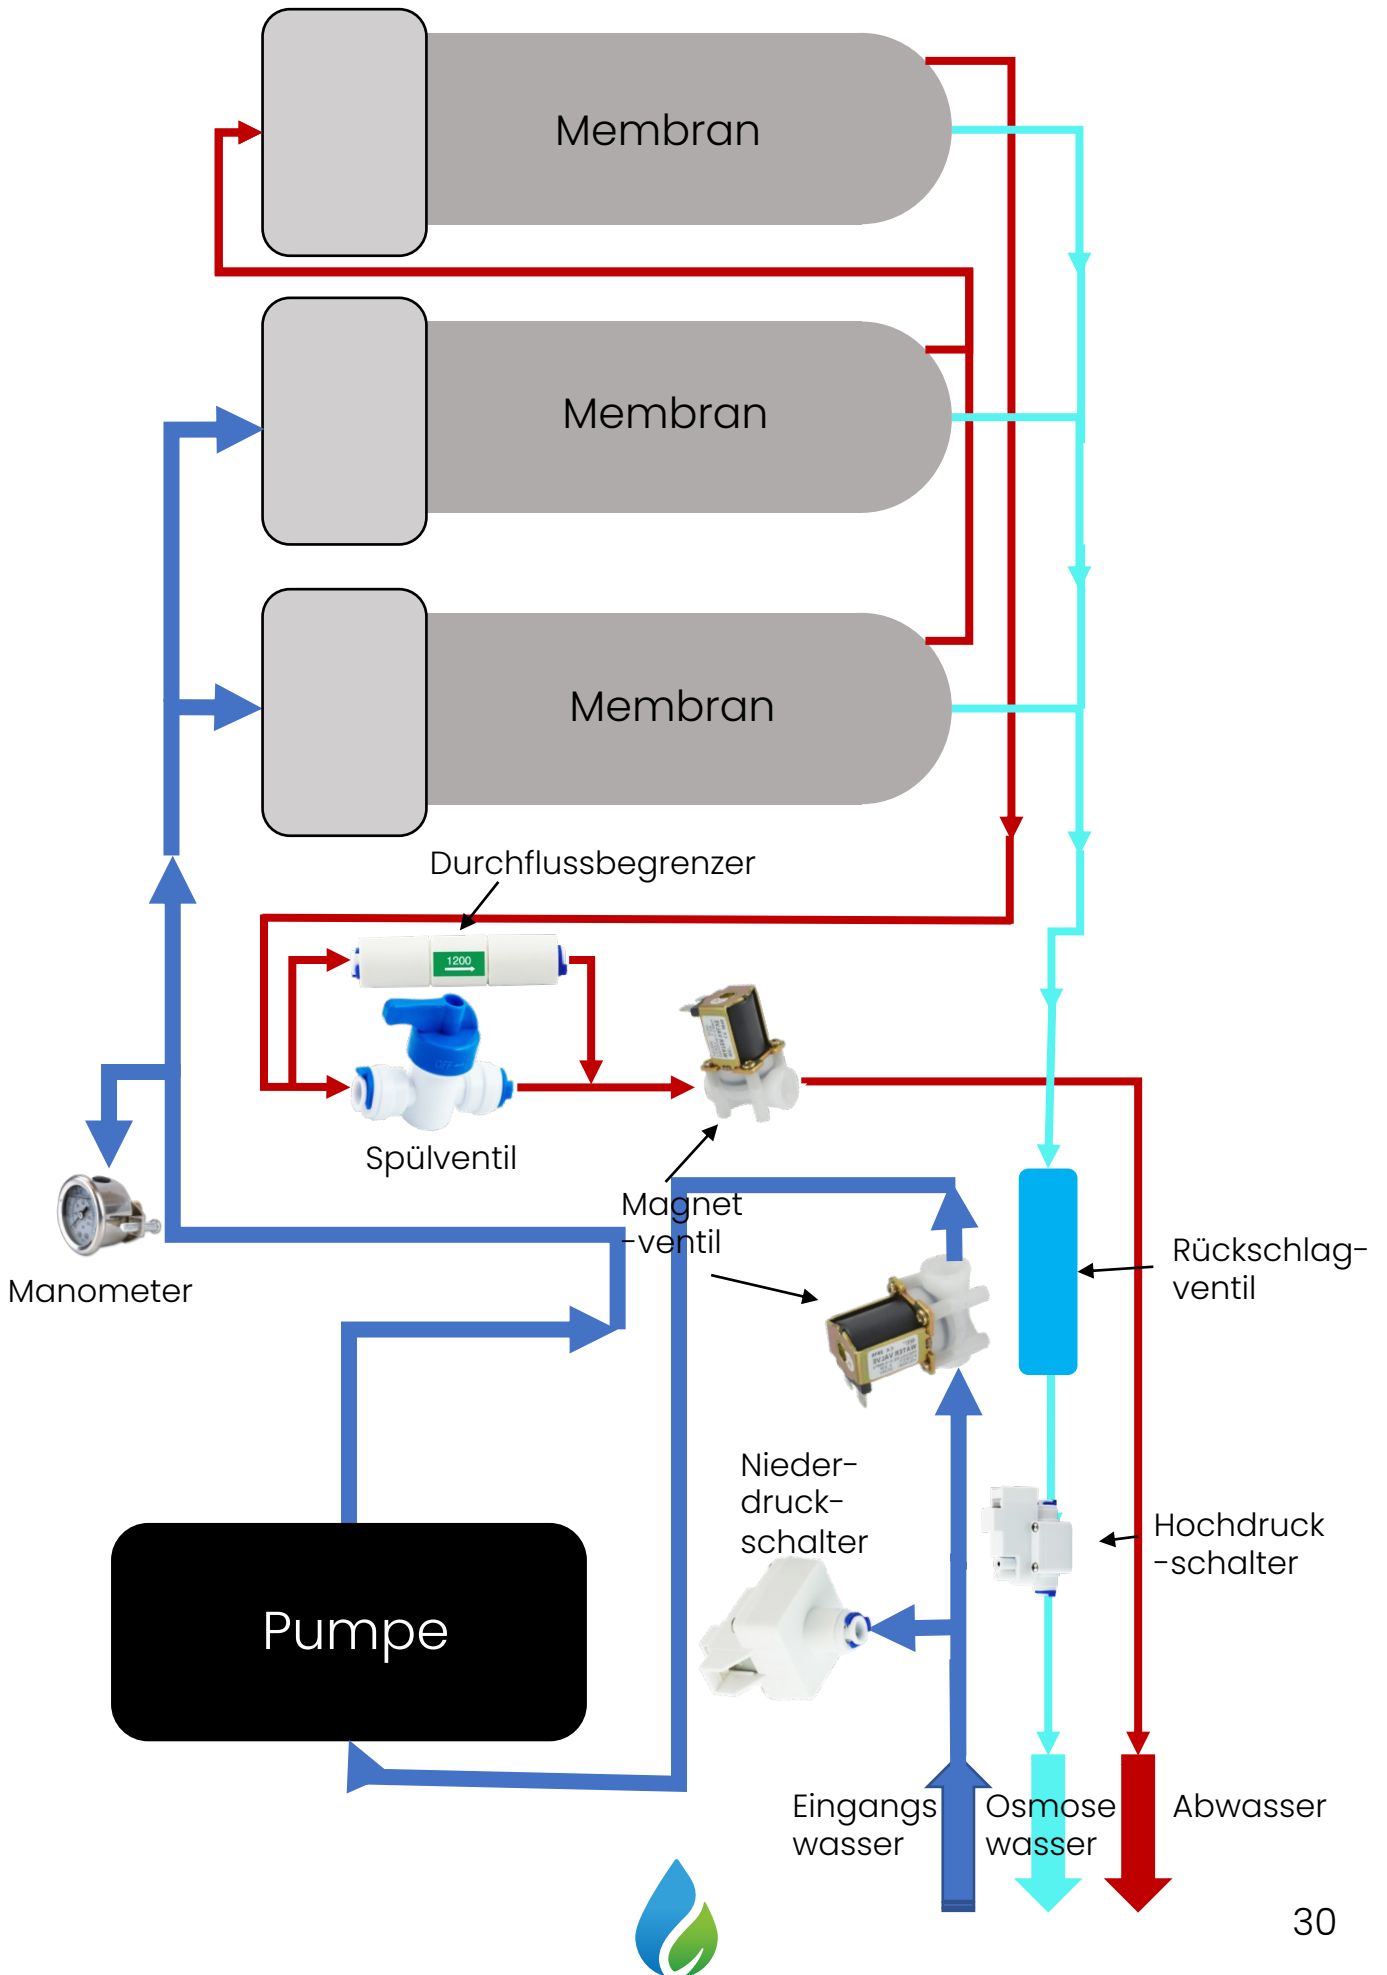 Membran
Membran
Membran
Durchflussbegrenzer
1200
Spülventil
Magnet
-ventil
Manometer
Rückschlag-
ventil
Nieder-
druck-
schalter
Hochdruck
-schalter
Pumpe
Eingangs
wasser
Osmose
wasser
Abwasser
30